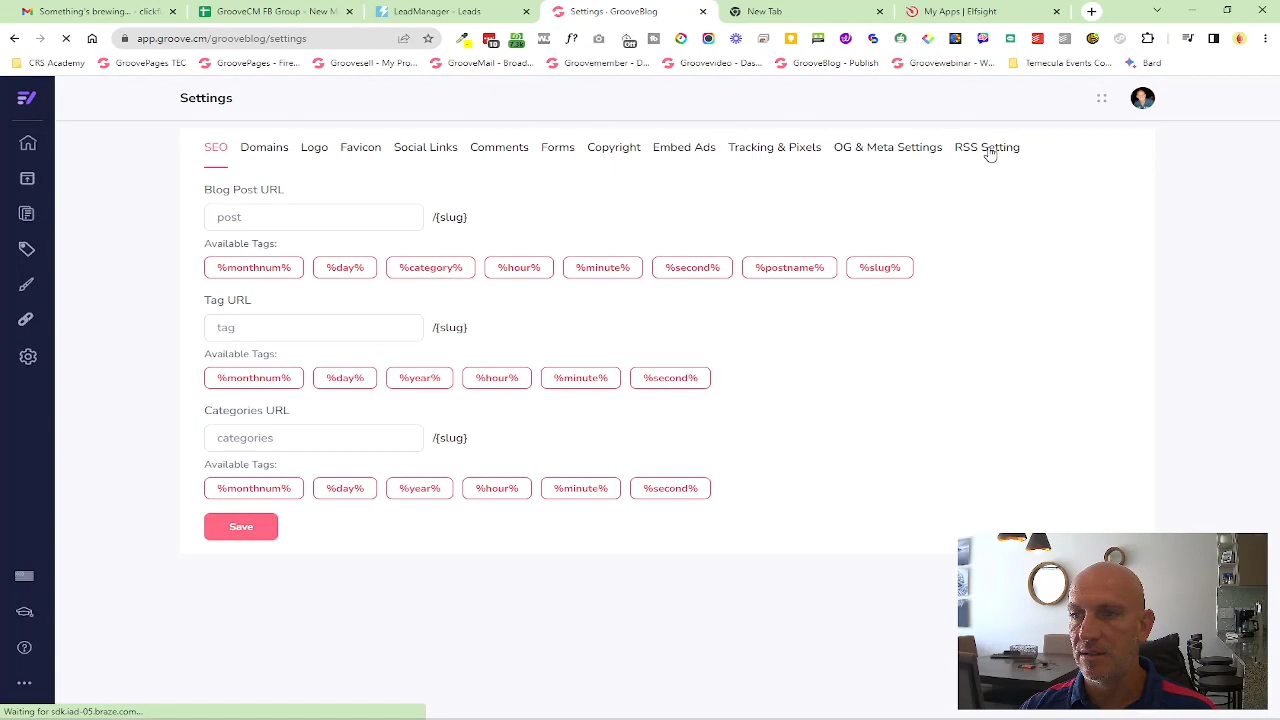 Something's brewing... - clickf
GrooveCM FB Group - New M
LeadManager - Leads
Settings - GrooveBlog
New Tab
My Apps | Elfsight
app.groove.cm/grooveblog/settings
CRS Academy
GroovePages TEC
GroovePages - Fire...
Groovesell - My Pro...
GrooveMail - Broad...
Groovemember - D...
Groovevideo - Das...
GrooveBlog - Publish
Groovewebinar - W...
Temecula Events Co...
Bard
Settings
SEO Domains Logo Favicon Social Links Comments Forms Copyright Embed Ads Tracking & Pixels OG & Meta Settings RSS Setting
Blog Post URL
post /{slug}
Available Tags:
%monthnum% %day% %category% %hour% %minute% %second% %postname% %slug%
Tag URL
tag /{slug}
Available Tags:
%monthnum% %day% %year% %hour% %minute% %second%
Categories URL
categories /{slug}
Available Tags:
%monthnum% %day% %year% %hour% %minute% %second%
Save
Waiting for sdk.iad-05.braze.com...